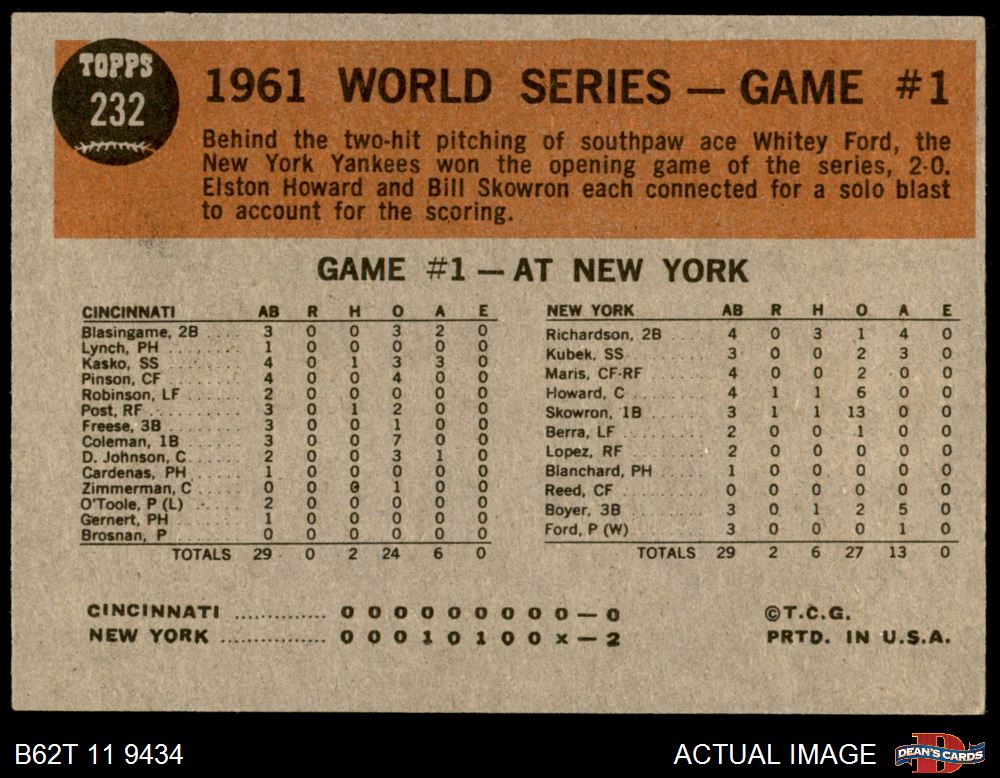 TOPPS
232
1961 WORLD SERIES — GAME #1
Behind the two-hit pitching of southpaw ace Whitey Ford, the
New York Yankees won the opening game of the series, 2-0.
Elston Howard and Bill Skowron each connected for a solo blast
to account for the scoring.
GAME #1 — AT NEW YORK
CINCINNATI AB R H O A E
Blasingame, 2B .... 3 0 0 3 2 0
Lynch, PH ........ 1 0 0 0 0 0
Kasko, SS ........ 4 0 1 3 3 0
Pinson, CF ....... 4 0 0 4 0 0
Robinson, LF ..... 2 0 0 0 0 0
Post, RF ......... 3 0 1 2 0 0
Freese, 3B ....... 3 0 0 1 0 0
Coleman, 1B ...... 3 0 0 7 0 0
D. Johnson, C .... 2 0 0 3 1 0
Cardenas, PH ..... 1 0 0 0 0 0
Zimmerman, C ..... 0 0 0 1 0 0
O'Toole, P (L) ... 2 0 0 0 0 0
Gernert, PH ...... 1 0 0 0 0 0
Brosnan, P ....... 0 0 0 0 0 0
TOTALS 29 0 2 24 6 0
NEW YORK AB R H O A E
Richardson, 2B .... 4 0 3 1 4 0
Kubek, SS ........ 3 0 0 2 3 0
Maris, CF-RF ..... 4 0 0 2 0 0
Howard, C ........ 4 1 1 6 0 0
Skowron, 1B ...... 3 1 1 13 0 0
Berra, LF ........ 2 0 0 1 0 0
Lopez, RF ........ 2 0 0 0 0 0
Blanchard, PH .... 1 0 0 0 0 0
Reed, CF ......... 0 0 0 0 0 0
Boyer, 3B ........ 3 0 1 2 5 0
Ford, P (W) ...... 3 0 0 0 1 0
TOTALS 29 2 6 27 13 0
CINCINNATI .............. 0 0 0 0 0 0 0 0 0 — 0
NEW YORK ................ 0 0 0 1 0 1 0 0 x — 2
©T.C.G.
PRTD. IN U.S.A.
B62T 11 9434
ACTUAL IMAGE
D
DEAN'S CARDS